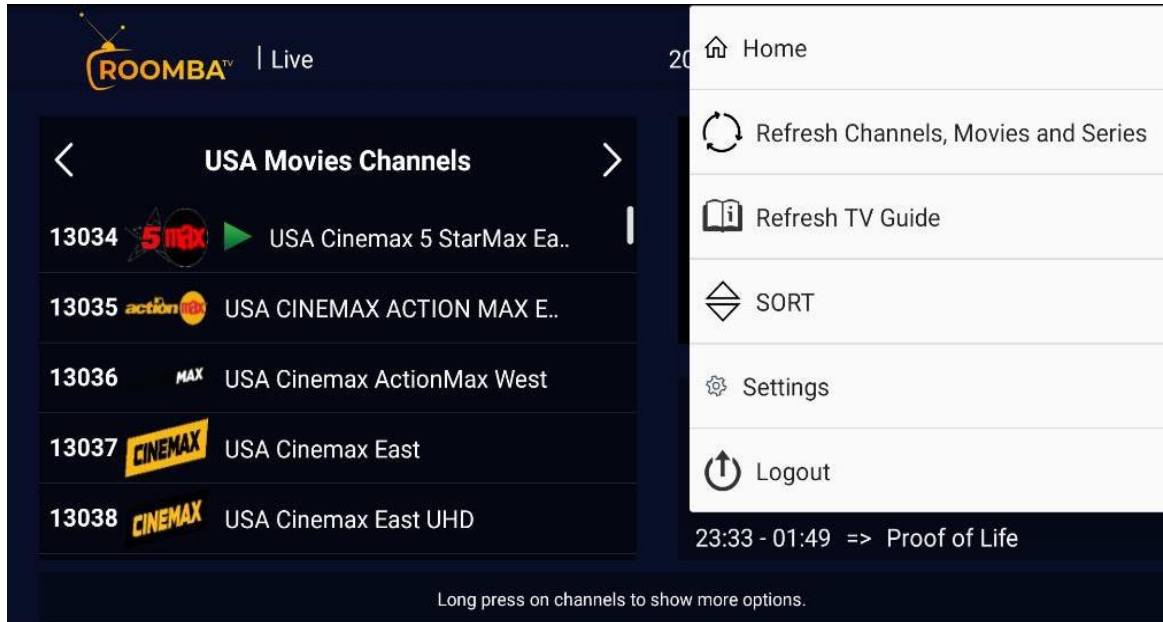 ROOMBA TV
| Live
20
USA Movies Channels
13034 5 max USA Cinemax 5 StarMax Ea..
13035 action max USA CINEMAX ACTION MAX E..
13036 MAX USA Cinemax ActionMax West
13037 CINEMAX USA Cinemax East
13038 CINEMAX USA Cinemax East UHD
Home
Refresh Channels, Movies and Series
Refresh TV Guide
SORT
Settings
Logout
23:33 - 01:49 => Proof of Life
Long press on channels to show more options.